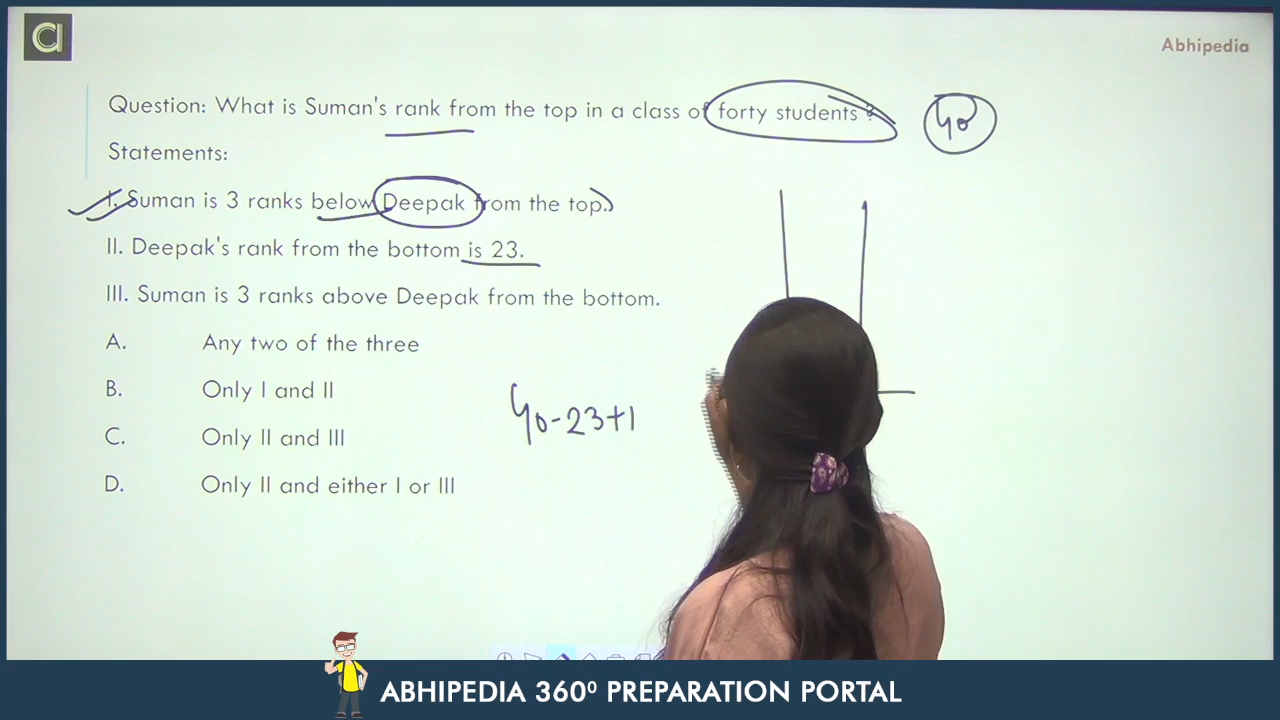 Abhipedia
Question: What is Suman's rank from the top in a class of forty students ?
40
Statements:
I. Suman is 3 ranks below Deepak from the top.
II. Deepak's rank from the bottom is 23.
III. Suman is 3 ranks above Deepak from the bottom.
A. Any two of the three
B. Only I and II
40-23+1
C. Only II and III
D. Only II and either I or III
ABHIPEDIA 360⁰ PREPARATION PORTAL